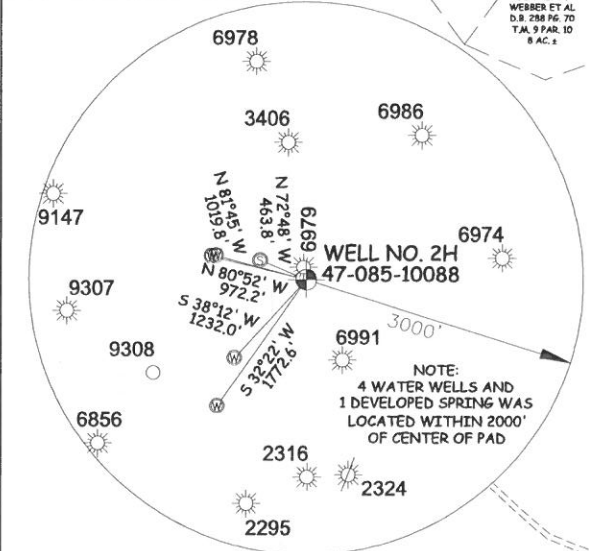 WEBBER ET AL
D.B. 288 PG. 70
T.M. 9 PAR. 10
8 AC. ±
6978
3406
6986
9147
N 81°45' W
1019.8'
N 72°48' W
463.8'
6979
6974
WELL NO. 2H
47-085-10088
N 80°52' W
972.2'
9307
S 38°12' W
1232.0'
3000'
9308
S 32°22' W
1772.6'
6991
NOTE:
4 WATER WELLS AND
1 DEVELOPED SPRING WAS
LOCATED WITHIN 2000'
OF CENTER OF PAD
6856
2316
2324
2295
W
W
S
W
W